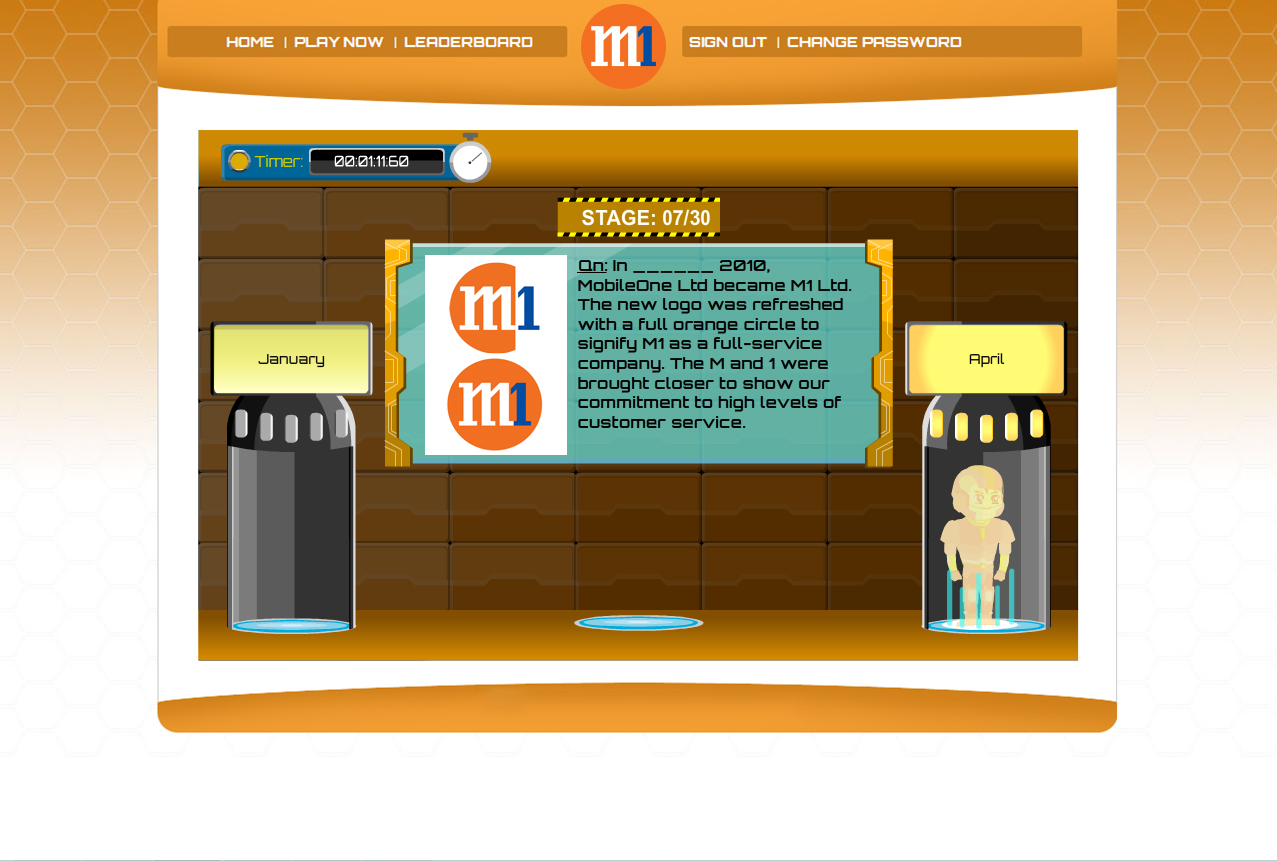 HOME | PLAY NOW | LEADERBOARD
m1
SIGN OUT | CHANGE PASSWORD
Timer: 00:01:11:60
STAGE: 07/30
m1
m1
Qn: In ______ 2010,
MobileOne Ltd became M1 Ltd.
The new logo was refreshed
with a full orange circle to
signify M1 as a full-service
company. The M and 1 were
brought closer to show our
commitment to high levels of
customer service.
January
April